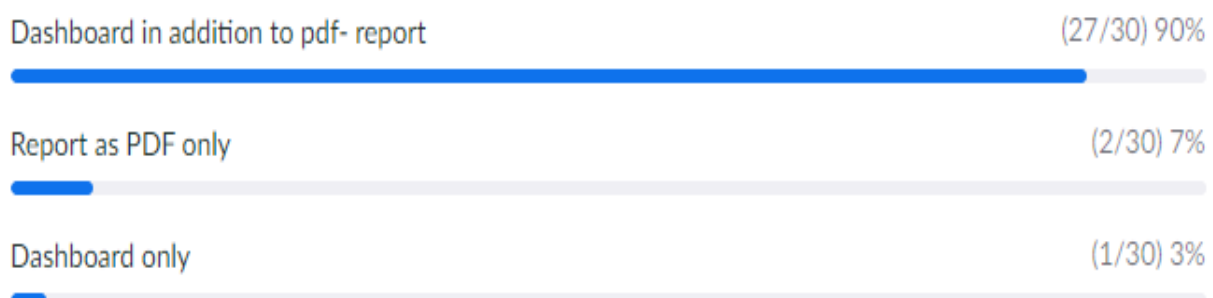 Dashboard in addition to pdf- report (27/30) 90%
Report as PDF only (2/30) 7%
Dashboard only (1/30) 3%